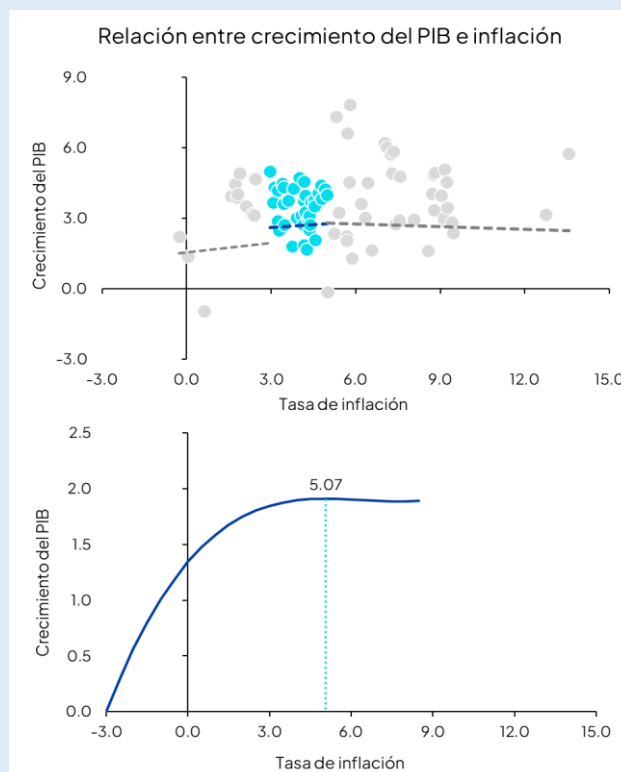 Relación entre crecimiento del PIB e inflación
9.0
6.0
3.0
0.0
-3.0
Crecimiento del PIB
-3.0 0.0 3.0 6.0 9.0 12.0 15.0
Tasa de inflación
2.5
2.0
1.5
1.0
0.5
0.0
Crecimiento del PIB
5.07
-3.0 0.0 3.0 6.0 9.0 12.0 15.0
Tasa de inflación